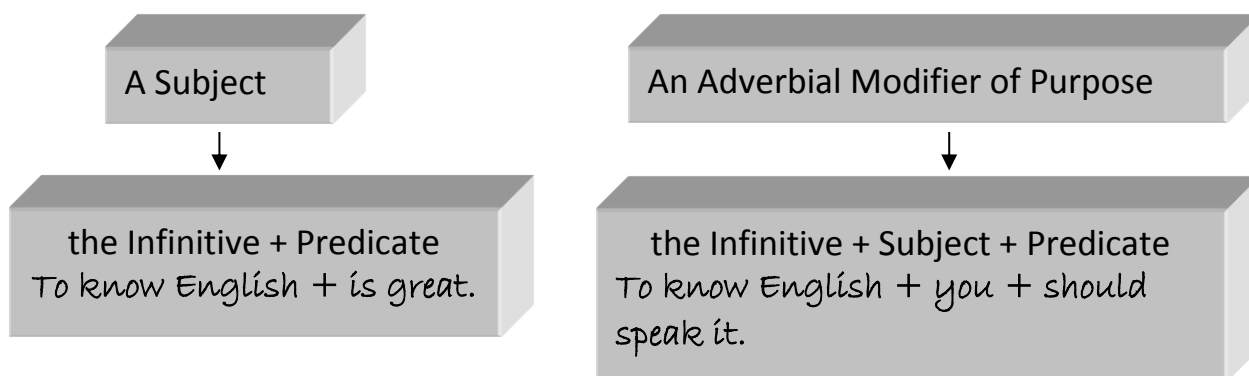 A Subject
the Infinitive + Predicate
To know English + is great.
An Adverbial Modifier of Purpose
the Infinitive + Subject + Predicate
To know English + you + should
speak it.